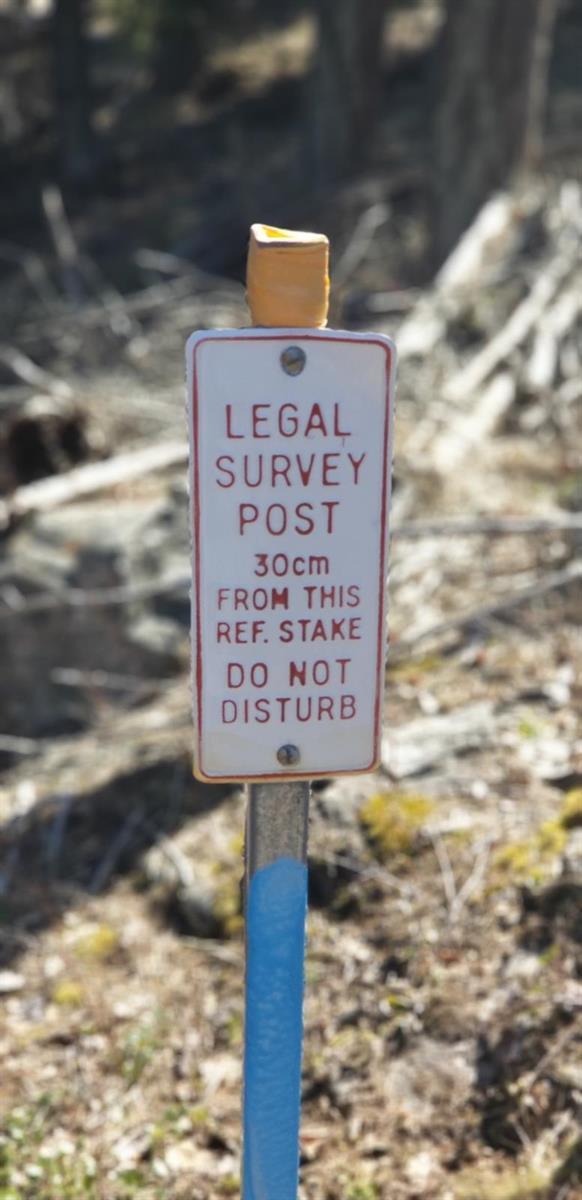 LEGAL
SURVEY
POST
30cm
FROM THIS
REF. STAKE
DO NOT
DISTURB